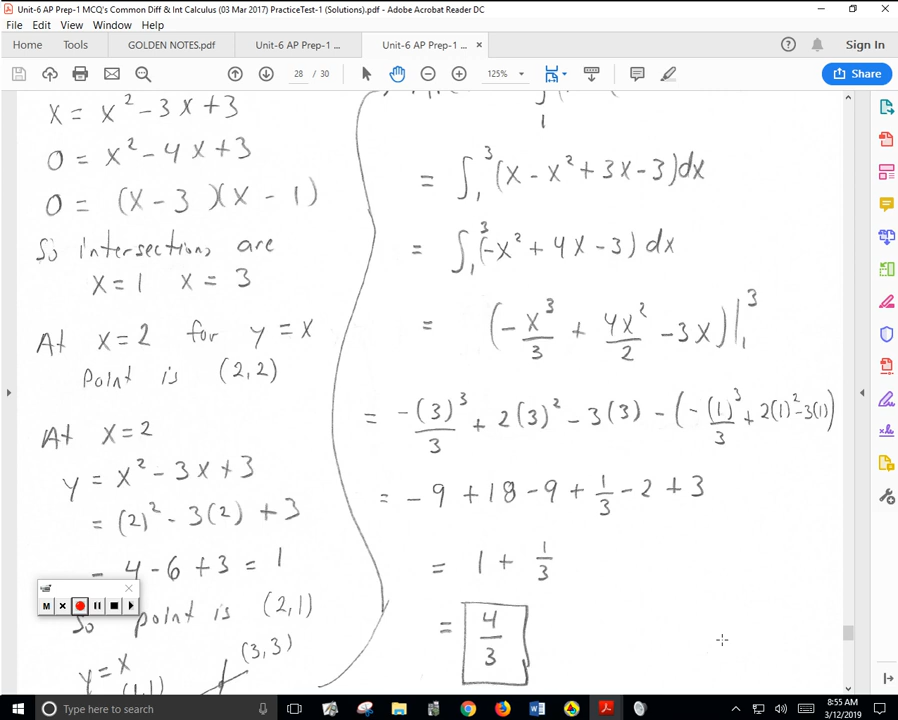 Unit-6 AP Prep-1 MCQ's Common Diff & Int Calculus (03 Mar 2017) PracticeTest-1 (Solutions).pdf - Adobe Acrobat Reader DC
File Edit View Window Help
Home Tools GOLDEN NOTES.pdf Unit-6 AP Prep-1 ... Unit-6 AP Prep-1 ... × Sign In
28 / 30 125% Share
x = x² - 3x + 3
0 = x² - 4x + 3
0 = (x - 3)(x - 1)
So intersections are
x = 1 x = 3
At x = 2 for y = x
Point is (2,2)
At x = 2
y = x² - 3x + 3
= (2)² - 3(2) + 3
= 4 - 6 + 3 = 1
So point is (2,1)
(3,3)
y = x
(1,1)
1
= ∫₁³ (x - x² + 3x - 3)dx
= ∫₁³ (-x² + 4x - 3) dx
= (-x³/3 + 4x²/2 - 3x)|₁³
= -(3)³/3 + 2(3)² - 3(3) - (-(1)³/3 + 2(1)² - 3(1))
= -9 + 18 - 9 + 1/3 - 2 + 3
= 1 + 1/3
= 4/3
M
Type here to search
8:55 AM
3/12/2019